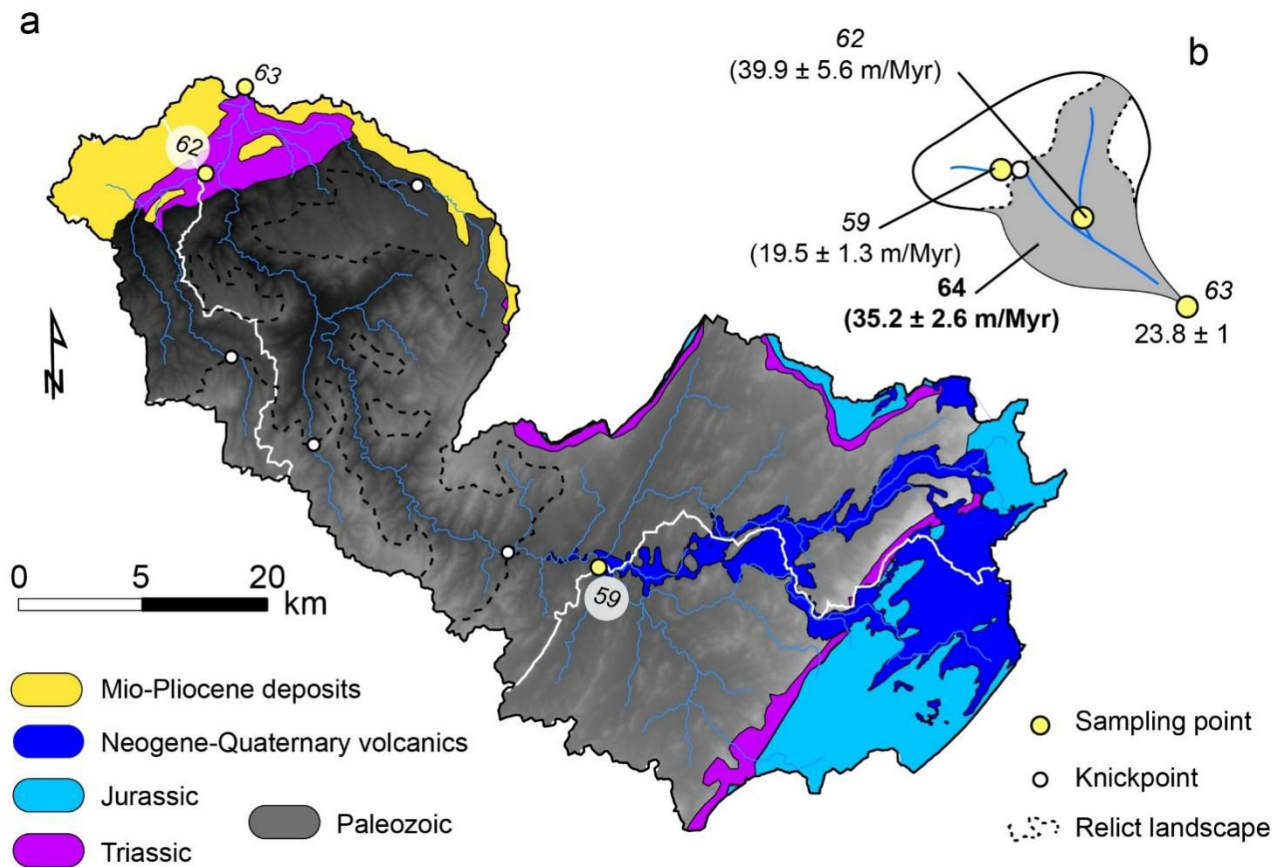 a
63
62
59
N
0 5 20
km
Mio-Pliocene deposits
Neogene-Quaternary volcanics
Jurassic
Triassic
Paleozoic
b
62
(39.9 ± 5.6 m/Myr)
59
(19.5 ± 1.3 m/Myr)
64
(35.2 ± 2.6 m/Myr)
63
23.8 ± 1
Sampling point
Knickpoint
Relict landscape